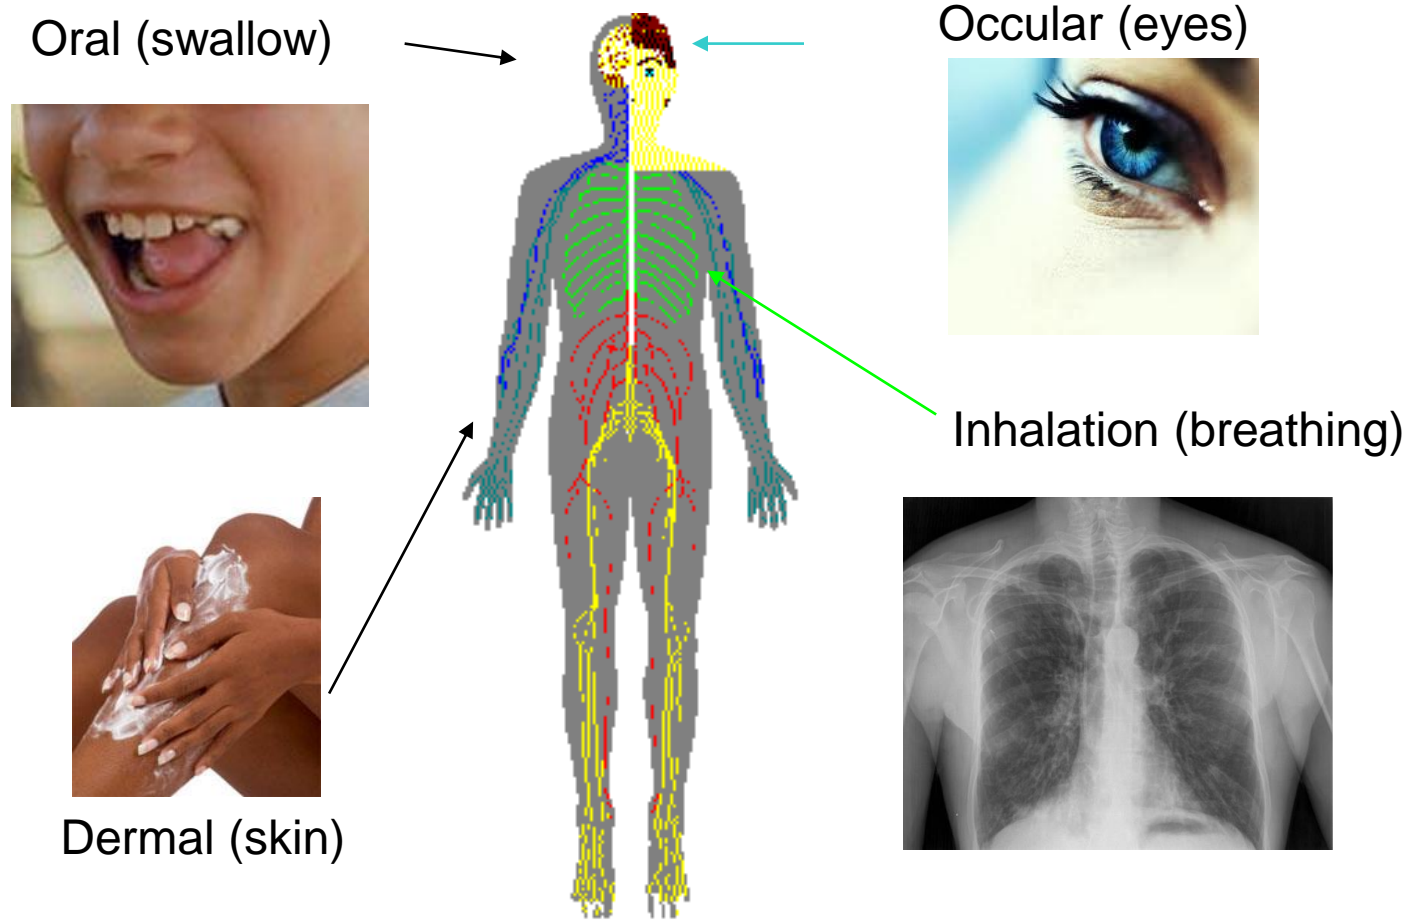 Oral (swallow)
Occular (eyes)
Inhalation (breathing)
Dermal (skin)